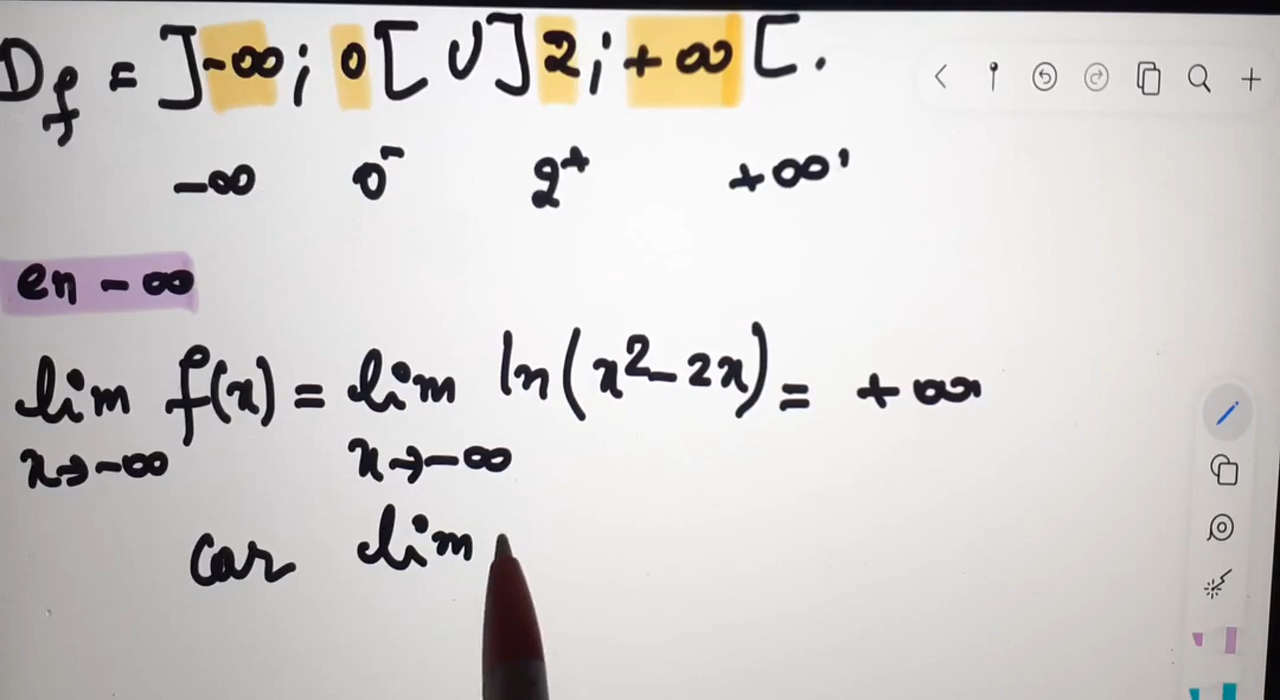 Df = ]-∞; 0[ U ]2; +∞[.
-∞ 0⁻ 2⁺ +∞'
en -∞
lim f(x) = lim ln(x²-2x) = +∞
x→-∞ x→-∞
car lim